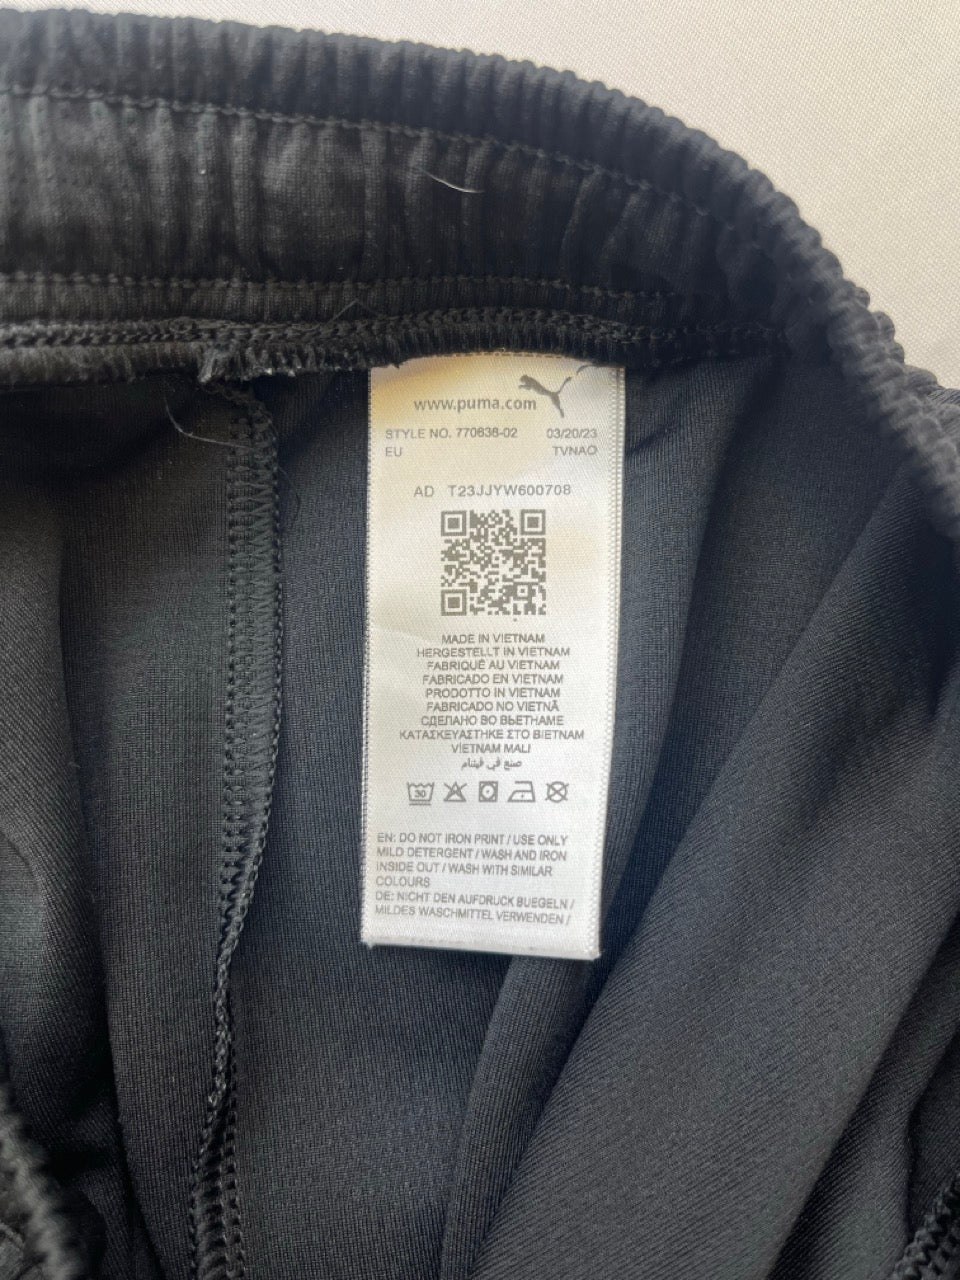 www.puma.com
STYLE NO. 770638-02 03/20/23
EU TVNAO
AD T23JJYW600708
MADE IN VIETNAM
HERGESTELLT IN VIETNAM
FABRIQUÉ AU VIETNAM
FABRICADO EN VIETNAM
PRODOTTO IN VIETNAM
FABRICADO NO VIETNÃ
СДЕЛАНО ВО ВЬЕТНАМЕ
ΚΑΤΑΣΚΕΥΑΣΤΗΚΕ ΣΤΟ ΒΙΕΤΝΑΜ
VIETNAM MALI
صنع في فيتنام
30
EN: DO NOT IRON PRINT / USE ONLY
MILD DETERGENT / WASH AND IRON
INSIDE OUT / WASH WITH SIMILAR
COLOURS
DE: NICHT DEN AUFDRUCK BUEGELN /
MILDES WASCHMITTEL VERWENDEN /